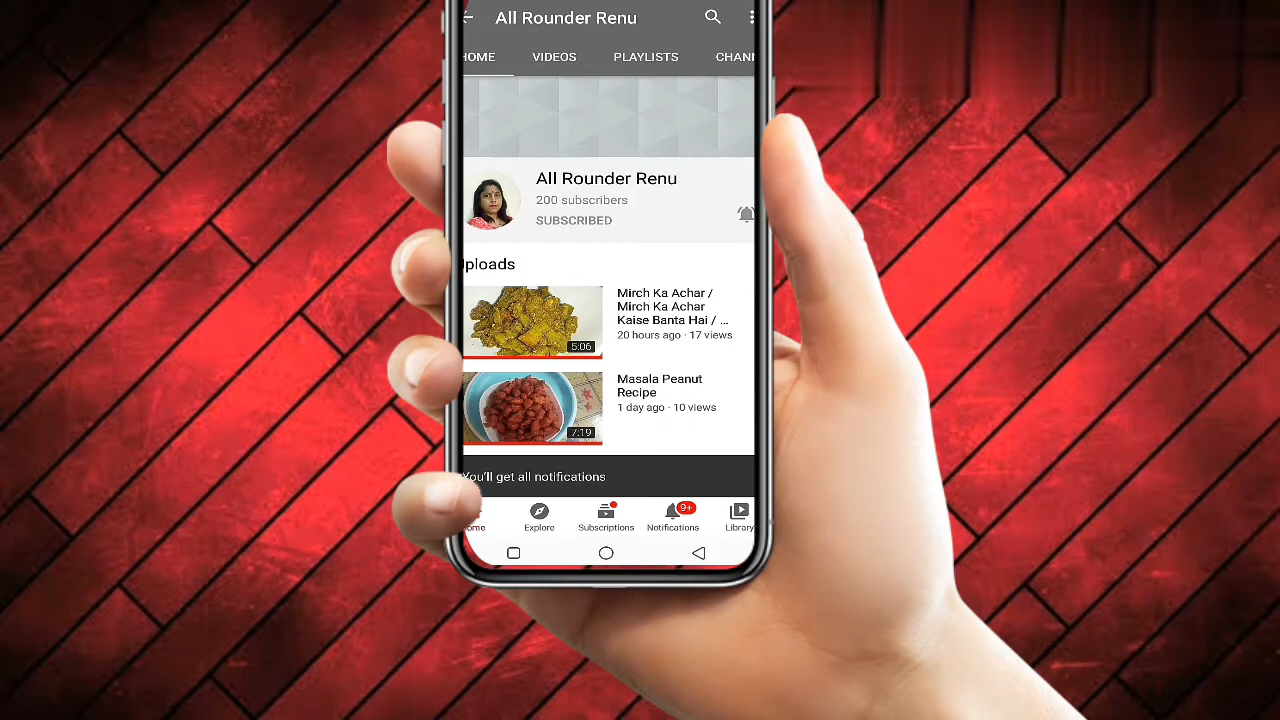 All Rounder Renu
HOME VIDEOS PLAYLISTS CHANN
All Rounder Renu
200 subscribers
SUBSCRIBED
Uploads
Mirch Ka Achar /
Mirch Ka Achar
Kaise Banta Hai / ...
20 hours ago · 17 views
5:06
Masala Peanut
Recipe
1 day ago · 10 views
7:19
You'll get all notifications
9+
ome Explore Subscriptions Notifications Library